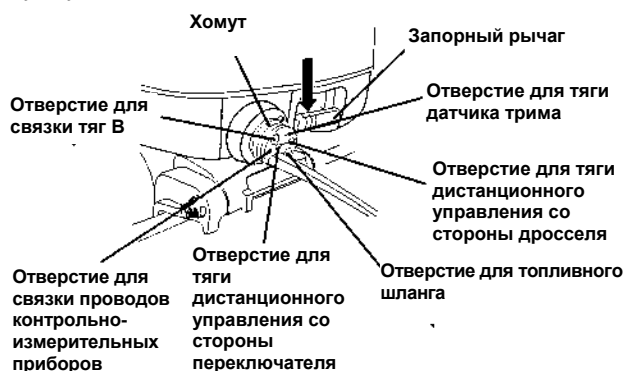 Хомут
Запорный рычаг
Отверстие для
связки тяг В
Отверстие для тяги
датчика трима
Отверстие для тяги
дистанционного
управления со
стороны дросселя
Отверстие для
связки проводов
контрольно-
измерительных
приборов
Отверстие для
тяги
дистанционного
управления со
стороны
переключателя
Отверстие для топливного
шланга